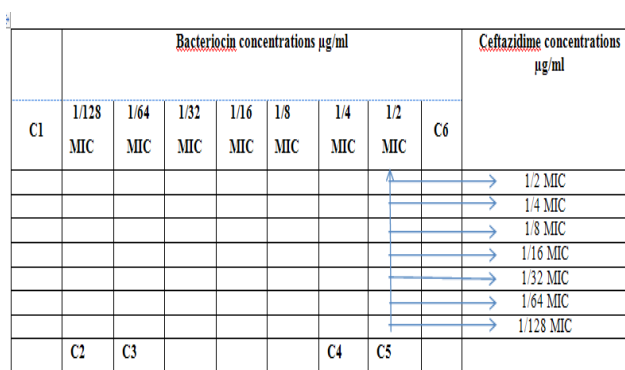 Bacteriocin concentrations µg/ml
Ceftazidime concentrations
µg/ml
C1
1/128 MIC
1/64 MIC
1/32 MIC
1/16 MIC
1/8 MIC
1/4 MIC
1/2 MIC
C6
1/2 MIC
1/4 MIC
1/8 MIC
1/16 MIC
1/32 MIC
1/64 MIC
1/128 MIC
C2 C3 C4 C5